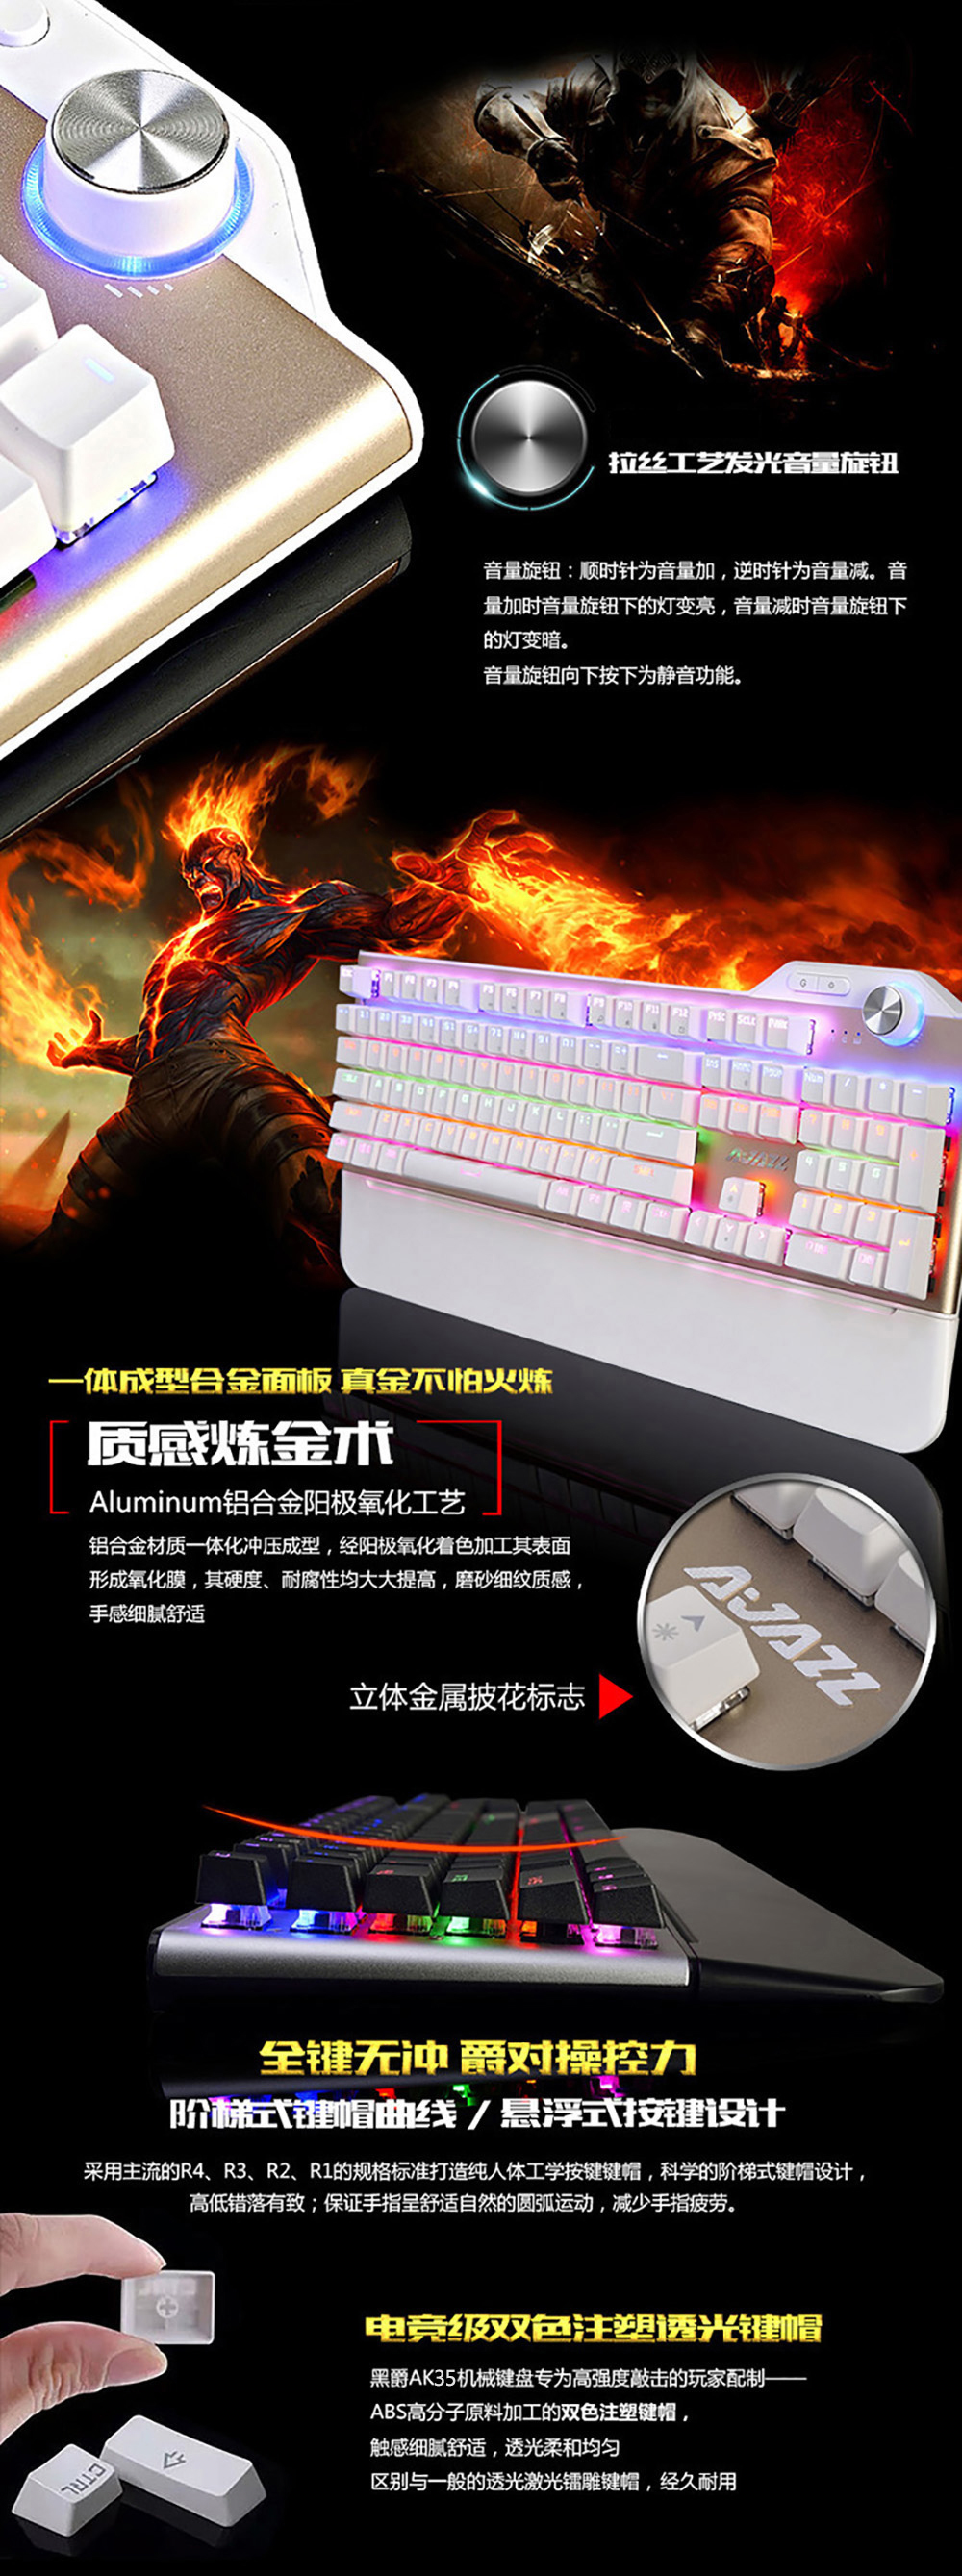 拉丝工艺发光音量旋钮
音量旋钮：顺时针为音量加，逆时针为音量减。音
量加时音量旋钮下的灯变亮，音量减时音量旋钮下
的灯变暗。
音量旋钮向下按下为静音功能。
一体成型合金面板 真金不怕火炼
质感炼金术
Aluminum铝合金阳极氧化工艺
铝合金材质一体化冲压成型，经阳极氧化着色加工其表面
形成氧化膜，其硬度、耐腐性均大大提高，磨砂细纹质感，
手感细腻舒适
A·JAZZ
立体金属披花标志
全键无冲 爵对操控力
阶梯式键帽曲线 / 悬浮式按键设计
采用主流的R4、R3、R2、R1的规格标准打造纯人体工学按键键帽，科学的阶梯式键帽设计，
高低错落有致；保证手指呈舒适自然的圆弧运动，减少手指疲劳。
电竞级双色注塑透光键帽
黑爵AK35机械键盘专为高强度敲击的玩家配制——
ABS高分子原料加工的双色注塑键帽，
触感细腻舒适，透光柔和均匀
区别与一般的透光激光镭雕键帽，经久耐用
CTRL